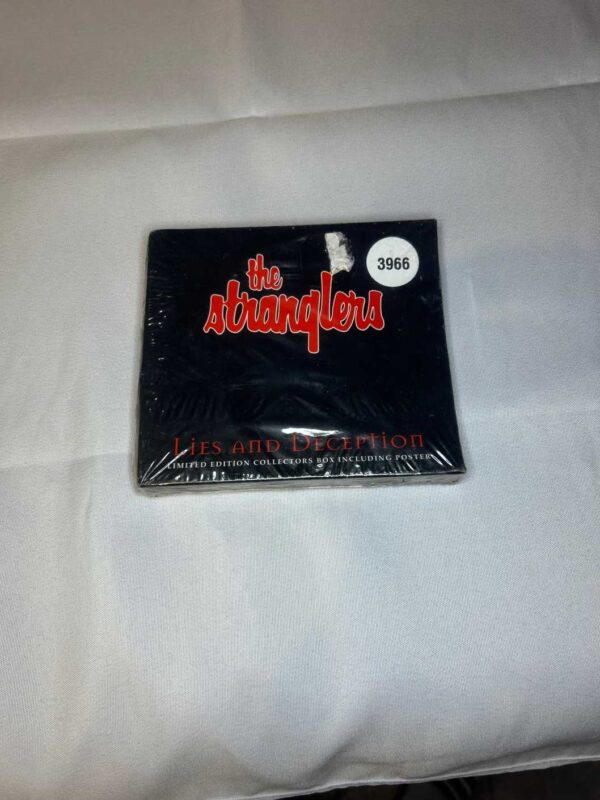 the
stranglers
3966
Lies and Deception
LIMITED EDITION COLLECTORS BOX INCLUDING POSTER